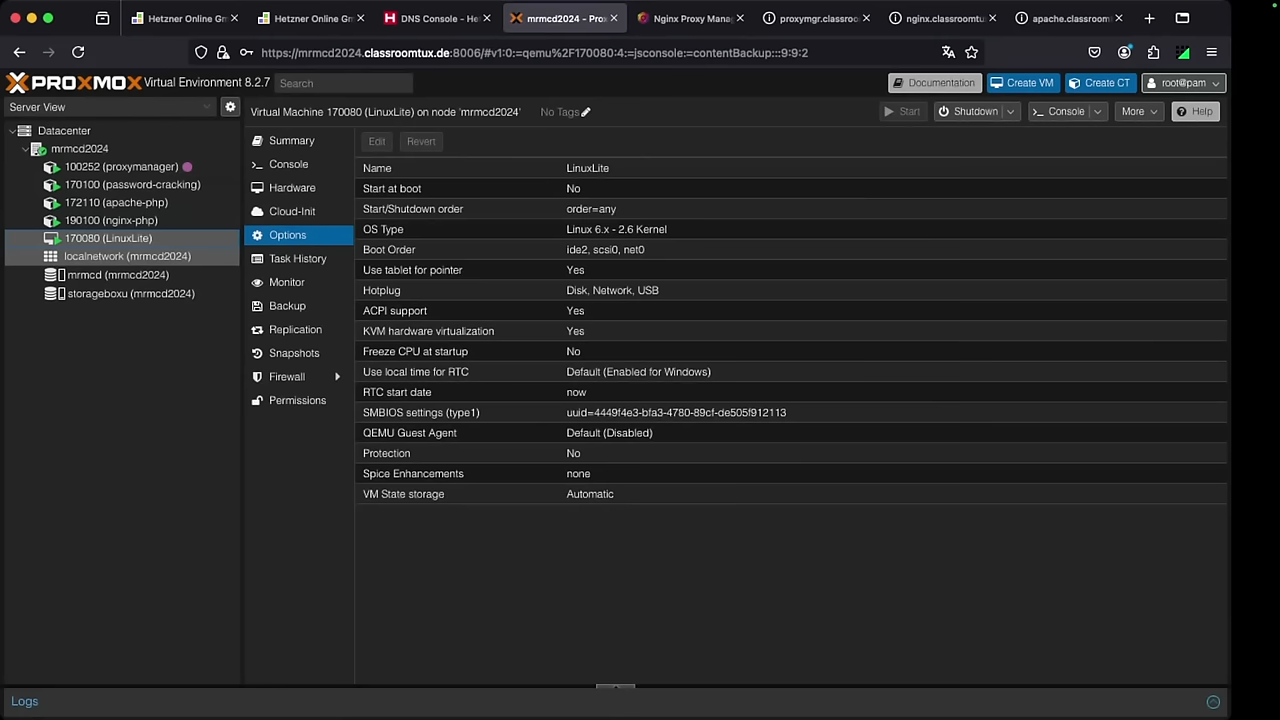 Hetzner Online Gm
Hetzner Online Gm
DNS Console - He
mrmcd2024 - Pro
Nginx Proxy Mana
proxymgr.classroo
nginx.classroomtu
apache.classroom
https://mrmcd2024.classroomtux.de:8006/#v1:0:=qemu%2F170080:4:=jsconsole:=contentBackup:::9:9:2
PROXMOX Virtual Environment 8.2.7 Search Documentation Create VM Create CT root@pam
Server View
Virtual Machine 170080 (LinuxLite) on node 'mrmcd2024' No Tags Start Shutdown Console More Help
Datacenter
mrmcd2024
100252 (proxymanager)
170100 (password-cracking)
172110 (apache-php)
190100 (nginx-php)
170080 (LinuxLite)
localnetwork (mrmcd2024)
mrmcd (mrmcd2024)
storageboxu (mrmcd2024)
Summary
Console
Hardware
Cloud-Init
Options
Task History
Monitor
Backup
Replication
Snapshots
Firewall
Permissions
Edit Revert
Name LinuxLite
Start at boot No
Start/Shutdown order order=any
OS Type Linux 6.x - 2.6 Kernel
Boot Order ide2, scsi0, net0
Use tablet for pointer Yes
Hotplug Disk, Network, USB
ACPI support Yes
KVM hardware virtualization Yes
Freeze CPU at startup No
Use local time for RTC Default (Enabled for Windows)
RTC start date now
SMBIOS settings (type1) uuid=4449f4e3-bfa3-4780-89cf-de505f912113
QEMU Guest Agent Default (Disabled)
Protection No
Spice Enhancements none
VM State storage Automatic
Logs